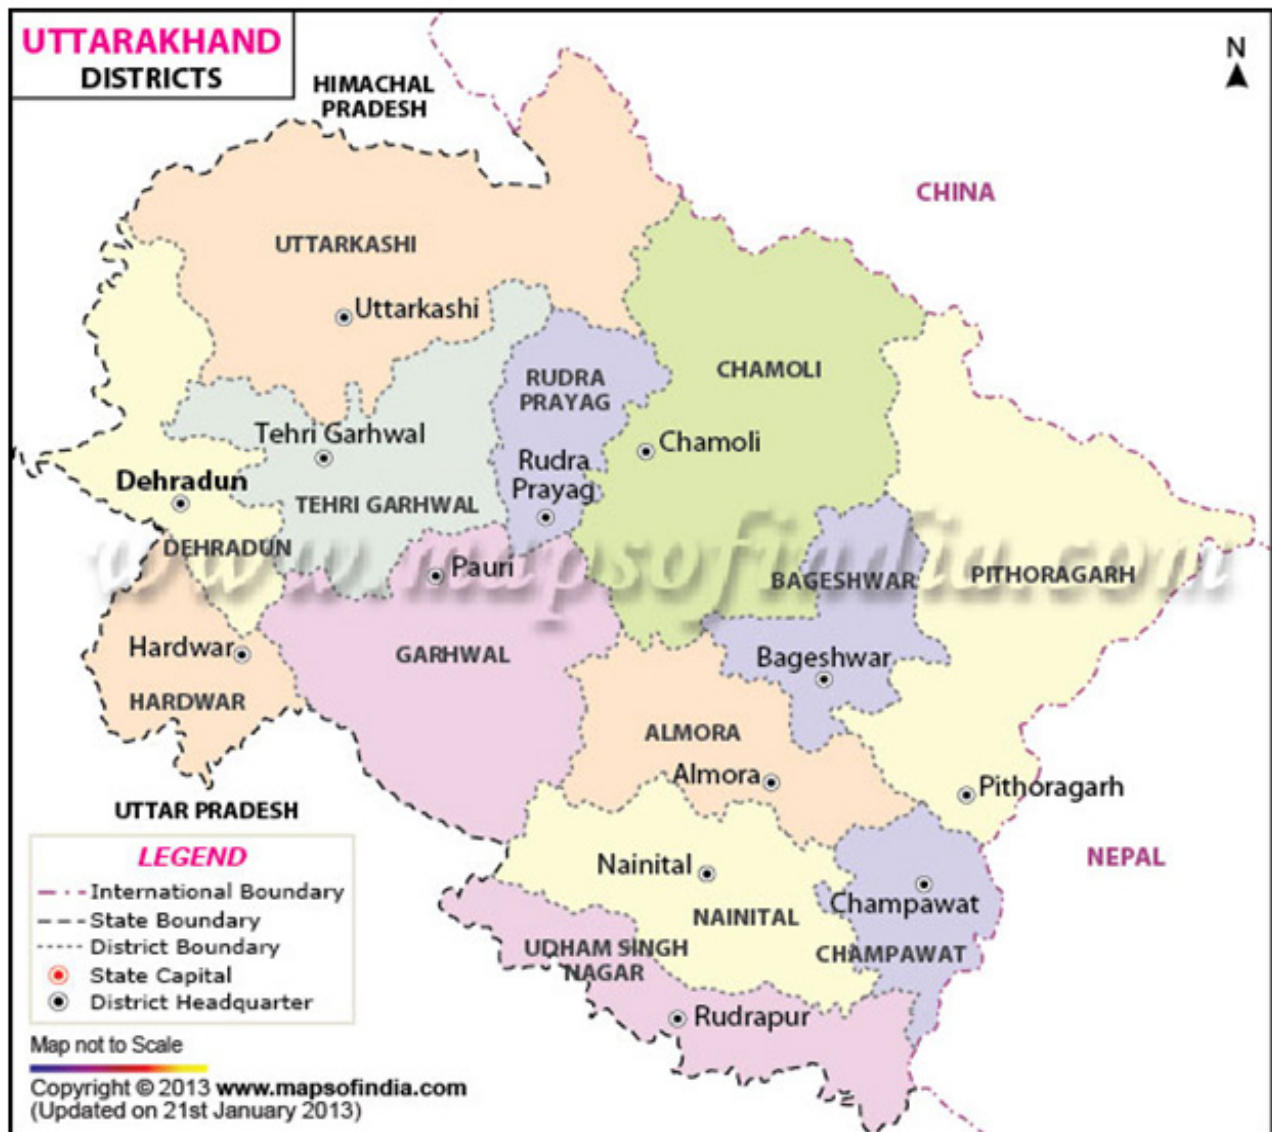 UTTARAKHAND
DISTRICTS
N
HIMACHAL
PRADESH
CHINA
UTTARKASHI
Uttarkashi
RUDRA
PRAYAG
CHAMOLI
Tehri Garhwal
Chamoli
Rudra
Prayag
Dehradun
TEHRI GARHWAL
DEHRADUN
www.mapsofindia.com
Pauri
BAGESHWAR
PITHORAGARH
Hardwar
GARHWAL
Bageshwar
HARDWAR
ALMORA
Almora
Pithoragarh
UTTAR PRADESH
NEPAL
Nainital
Champawat
NAINITAL
UDHAM SINGH
NAGAR
CHAMPAWAT
Rudrapur
LEGEND
International Boundary
State Boundary
District Boundary
State Capital
District Headquarter
Map not to Scale
Copyright © 2013 www.mapsofindia.com
(Updated on 21st January 2013)